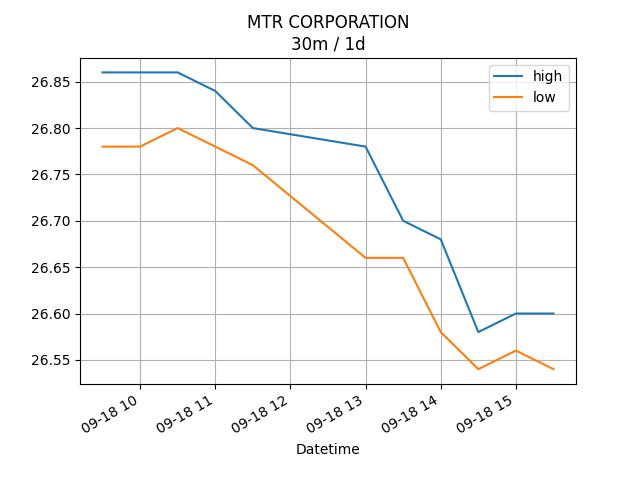 MTR CORPORATION
30m / 1d
high
low
26.85
26.80
26.75
26.70
26.65
26.60
26.55
09-18 10
09-18 11
09-18 12
09-18 13
09-18 14
09-18 15
Datetime